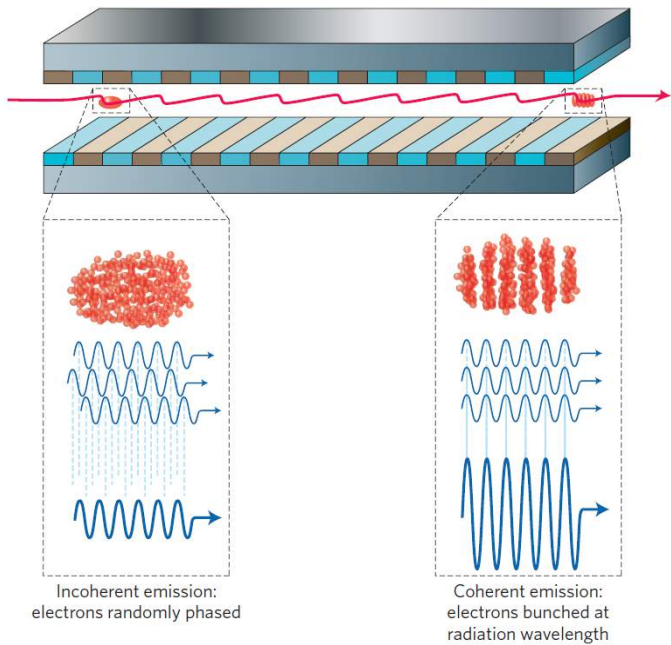 Incoherent emission:
electrons randomly phased
Coherent emission:
electrons bunched at
radiation wavelength